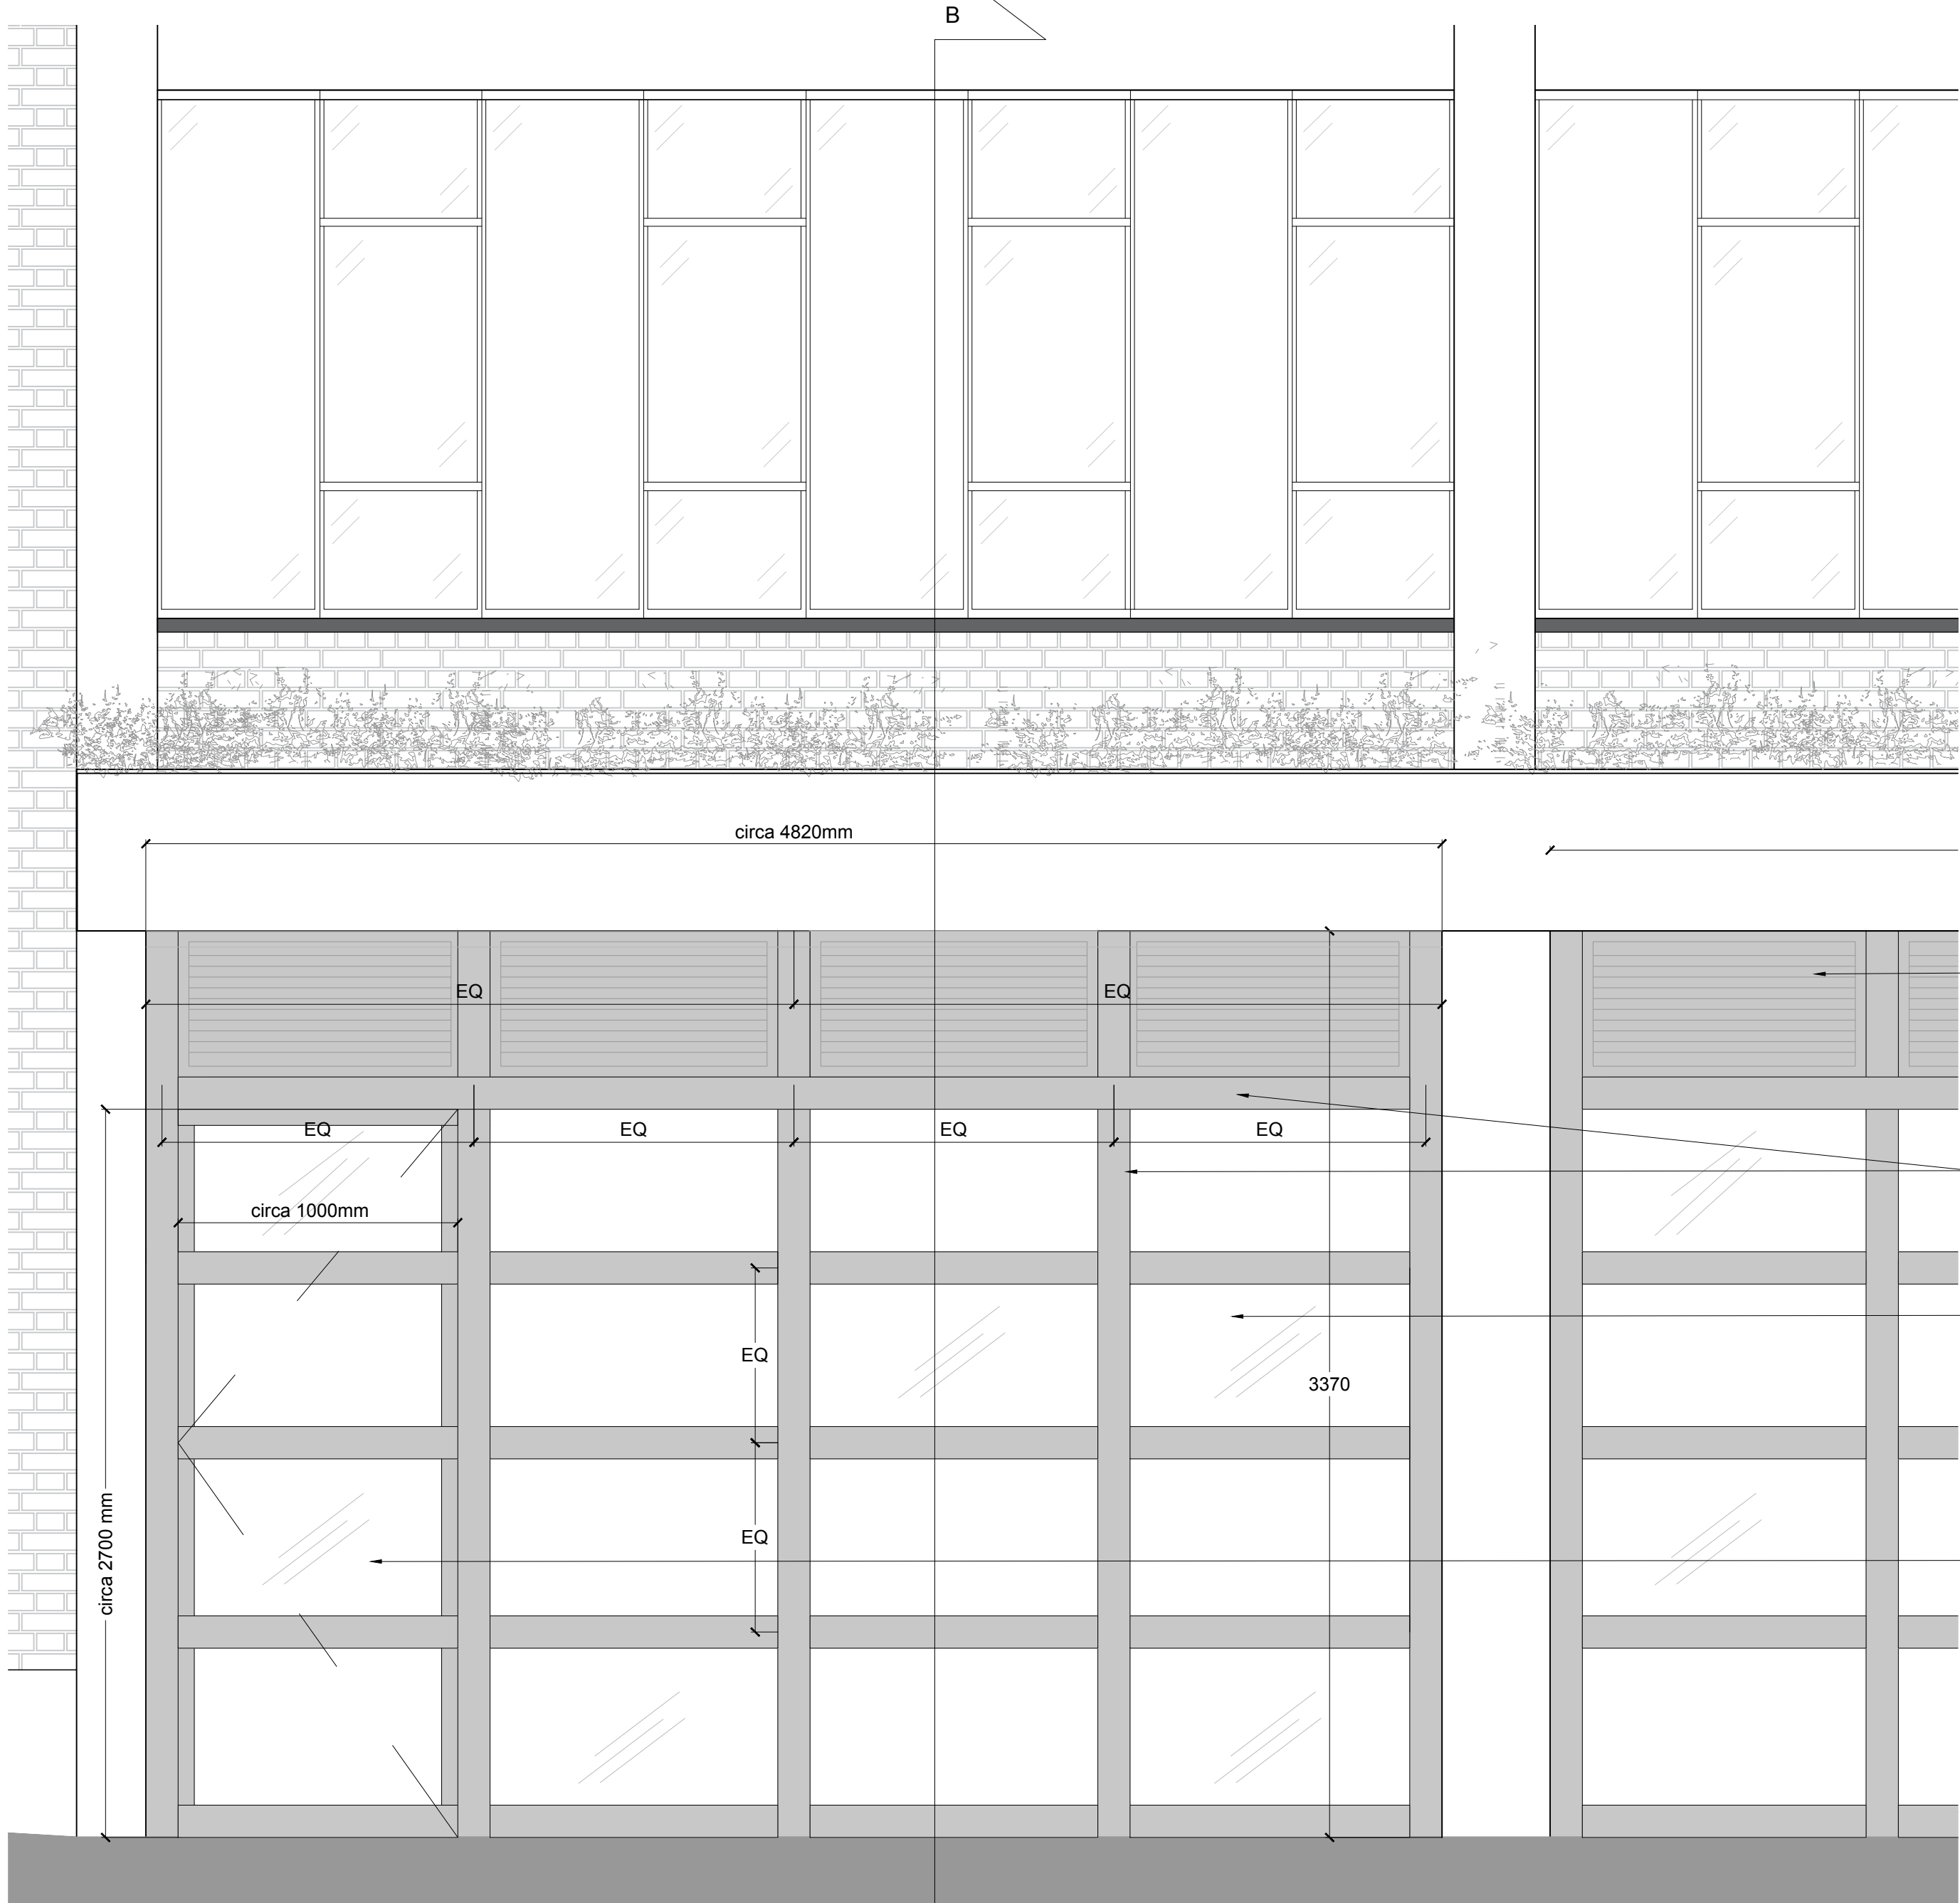 B
circa 4820mm
EQ
EQ
EQ
EQ
EQ
EQ
circa 1000mm
EQ
3370
EQ
circa 2700 mm